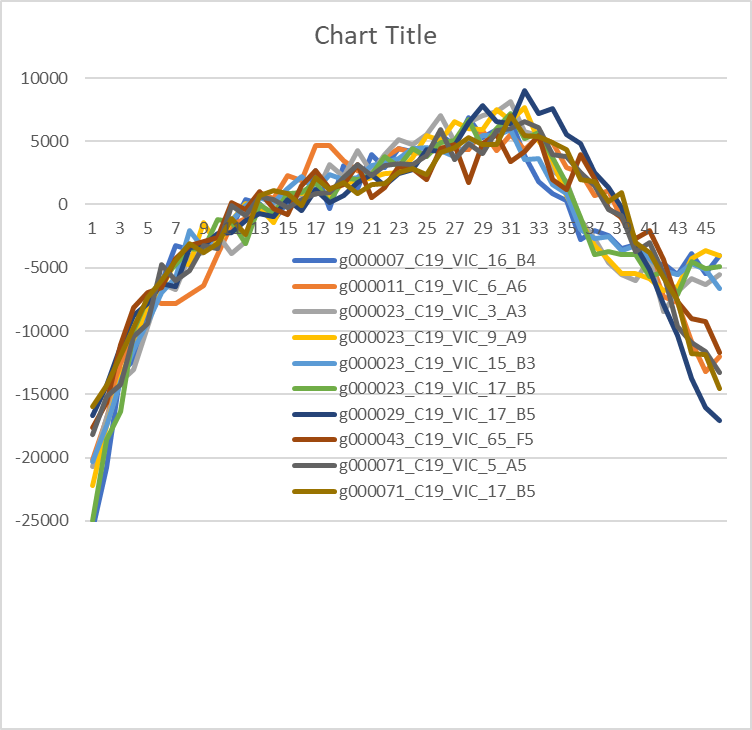 Chart Title
10000
5000
0
1 3 5 7 9 11 13 15 17 19 21 23 25 27 29 31 33 35 37 39 41 43 45
-5000
g000007_C19_VIC_16_B4
g000011_C19_VIC_6_A6
-10000
g000023_C19_VIC_3_A3
g000023_C19_VIC_9_A9
g000023_C19_VIC_15_B3
-15000
g000023_C19_VIC_17_B5
g000029_C19_VIC_17_B5
g000043_C19_VIC_65_F5
-20000
g000071_C19_VIC_5_A5
g000071_C19_VIC_17_B5
-25000